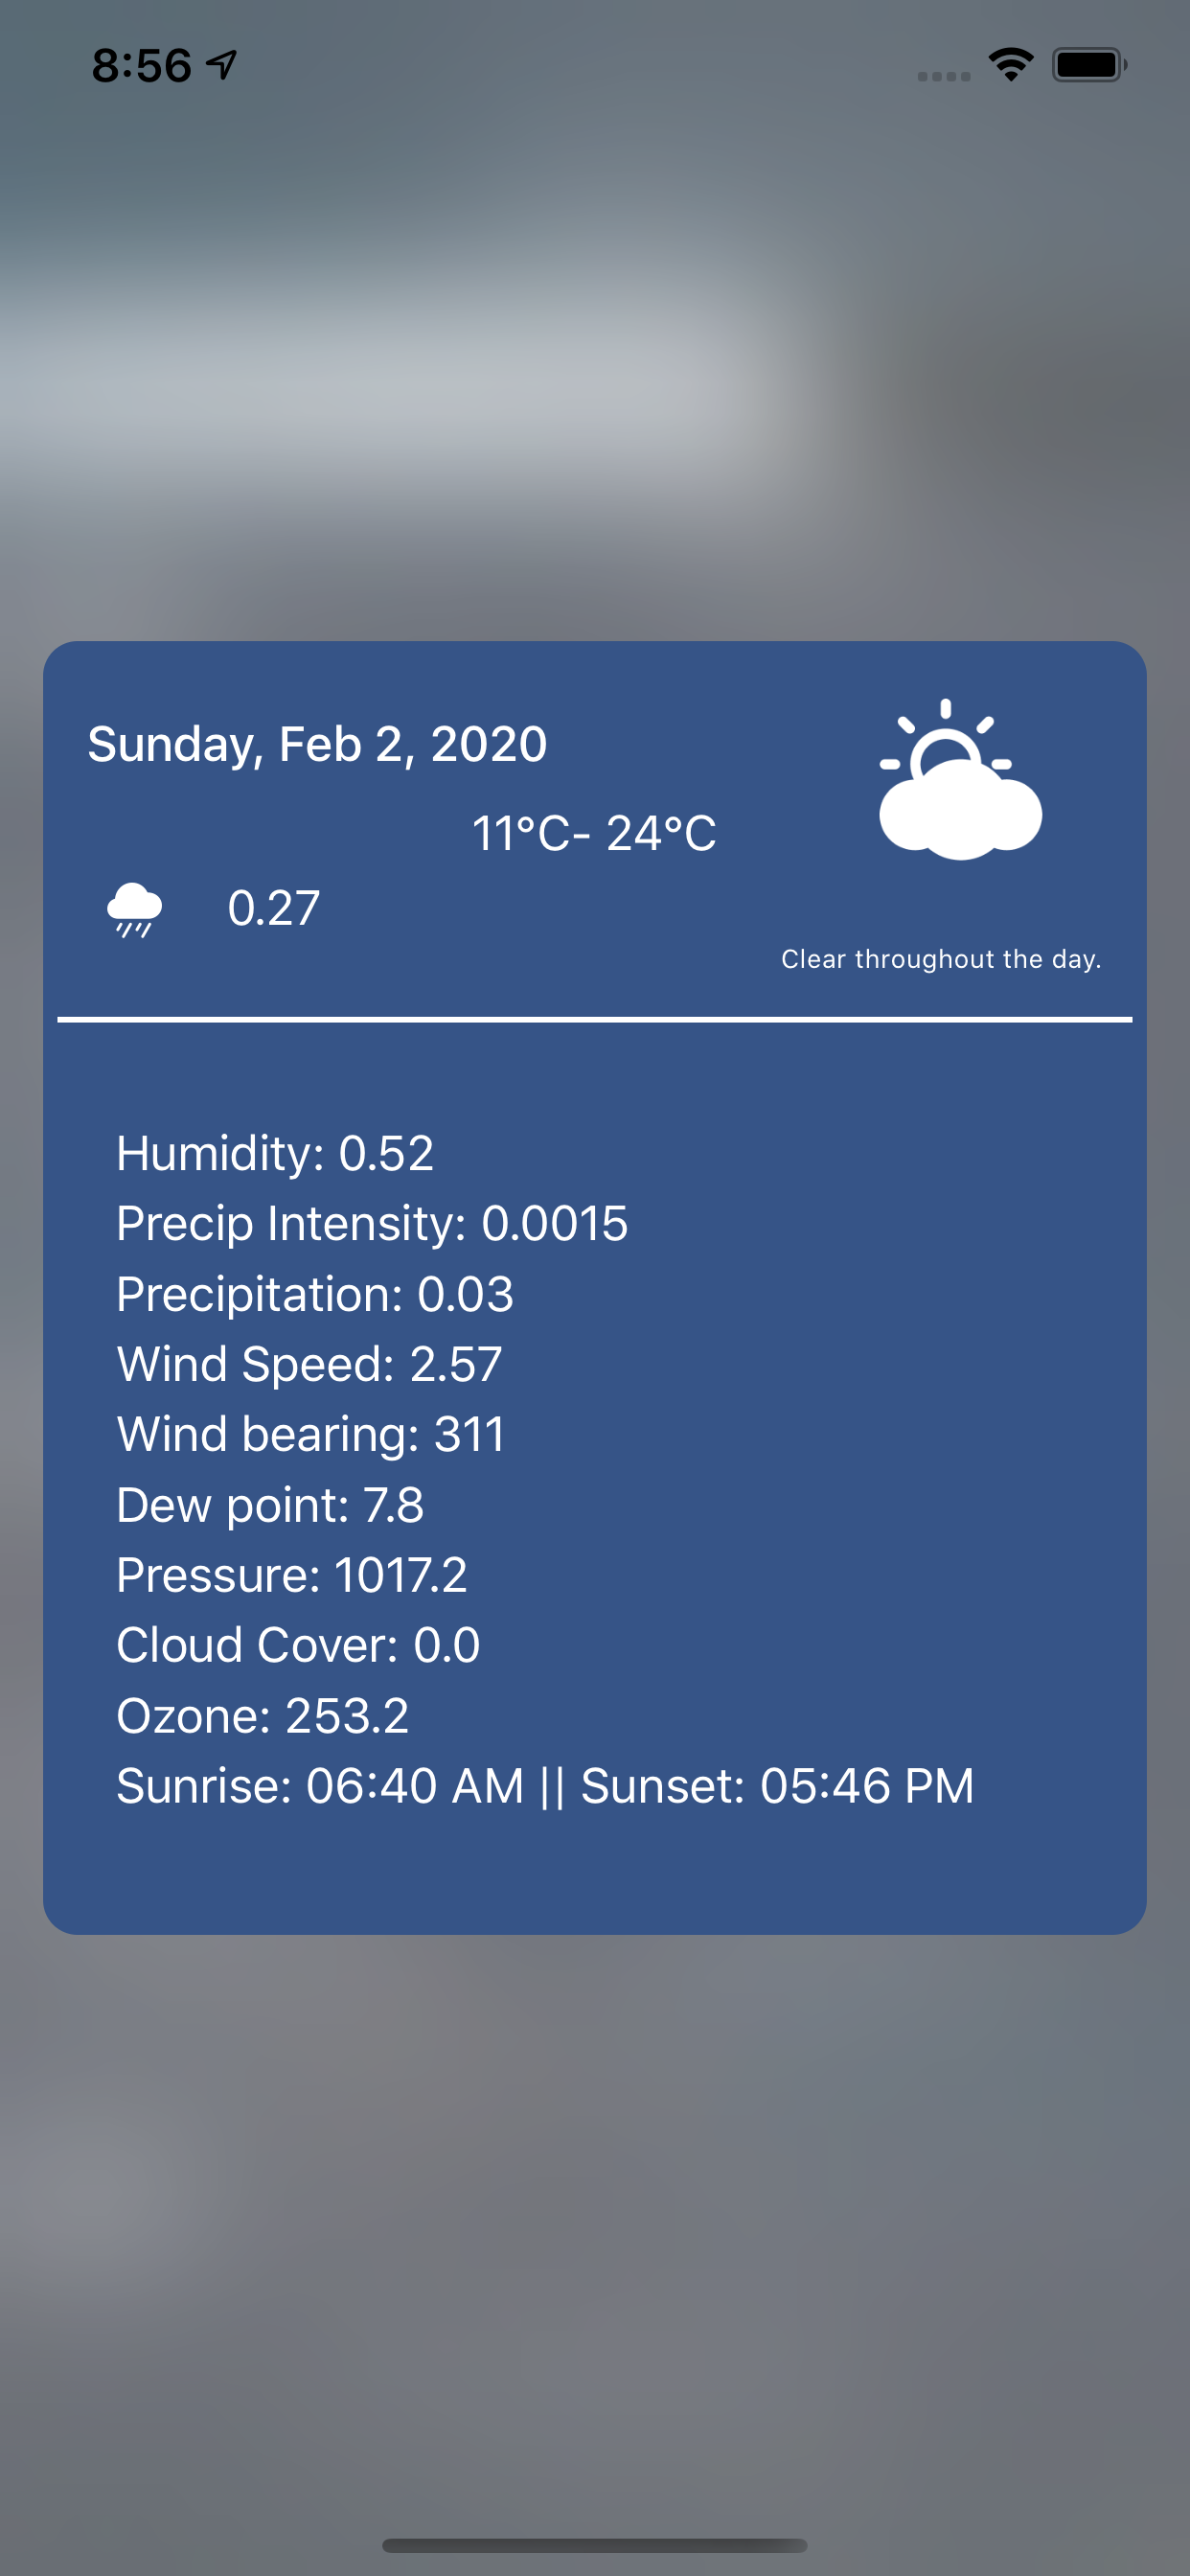 8:56
Sunday, Feb 2, 2020
11°C- 24°C
0.27
Clear throughout the day.
Humidity: 0.52
Precip Intensity: 0.0015
Precipitation: 0.03
Wind Speed: 2.57
Wind bearing: 311
Dew point: 7.8
Pressure: 1017.2
Cloud Cover: 0.0
Ozone: 253.2
Sunrise: 06:40 AM || Sunset: 05:46 PM